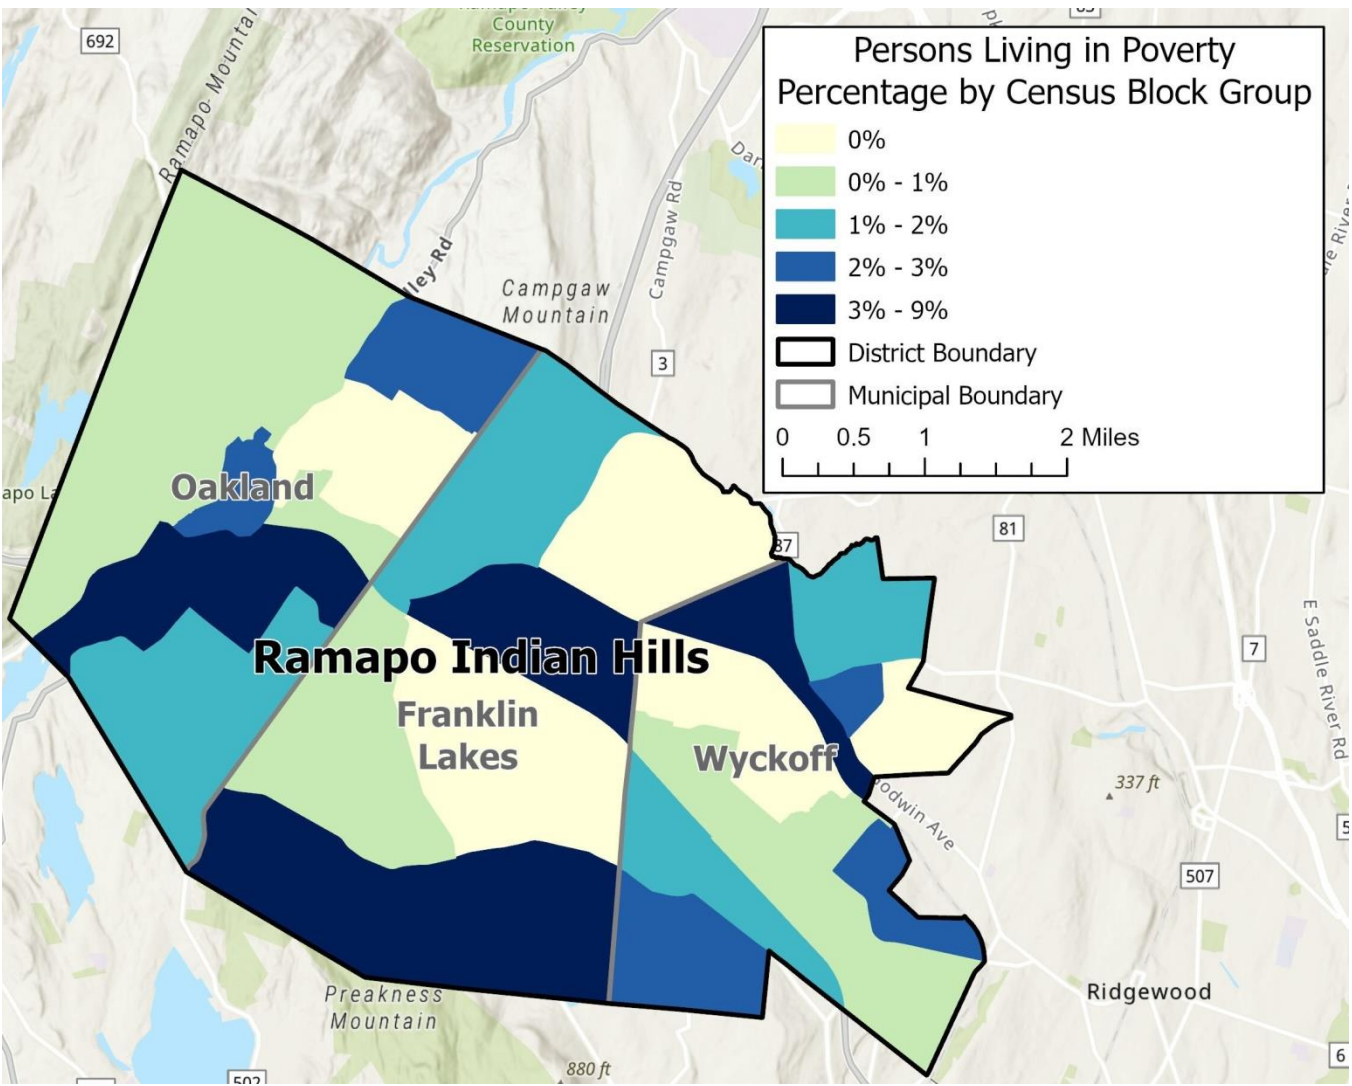 County
Reservation
692
Ramapo Mountai
Persons Living in Poverty
Percentage by Census Block Group
0%
0% - 1%
1% - 2%
2% - 3%
3% - 9%
District Boundary
Municipal Boundary
0 0.5 1 2 Miles
Campgaw Rd
lley Rd
Campgaw
Mountain
3
Oakland
apo La
81
37
E Saddle River Rd
7
Ramapo Indian Hills
Franklin
Lakes
Wyckoff
odwin Ave
337 ft
507
Preakness
Mountain
Ridgewood
880 ft
502
6